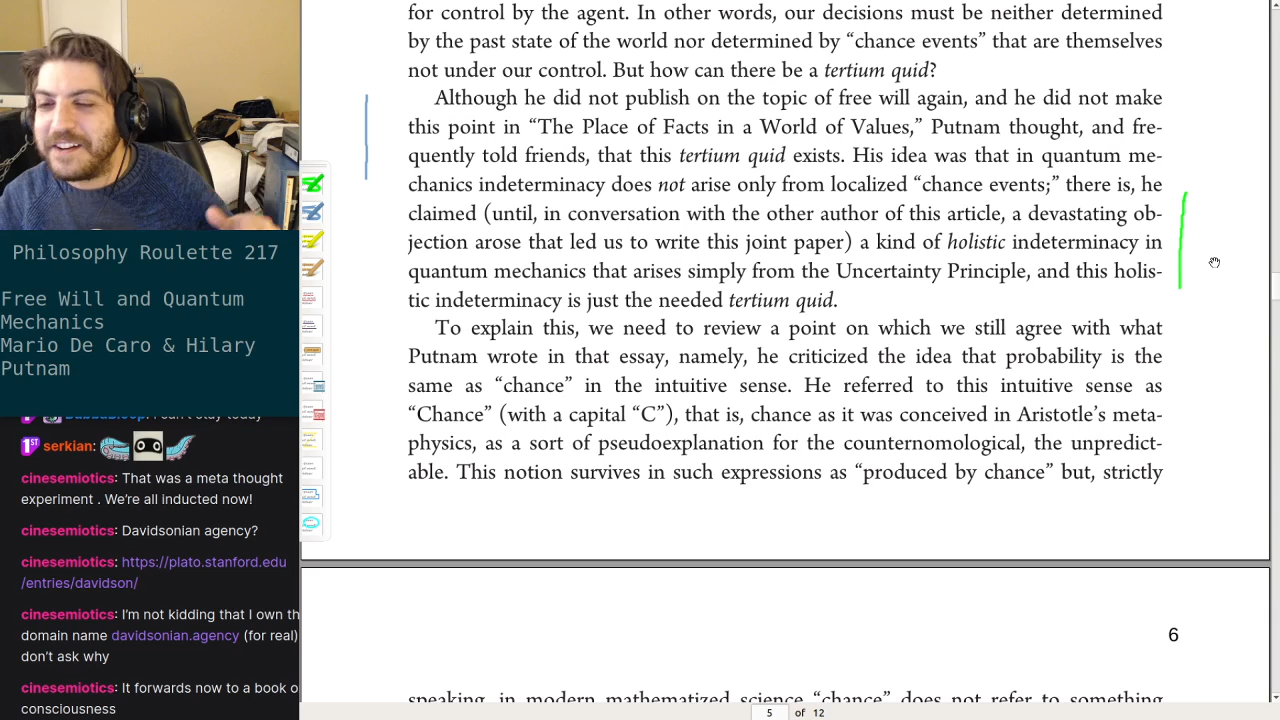 for control by the agent. In other words, our decisions must be neither determined
by the past state of the world nor determined by “chance events” that are themselves
not under our control. But how can there be a tertium quid?
Although he did not publish on the topic of free will again, and he did not make
this point in “The Place of Facts in a World of Values,” Putnam thought, and fre-
quently told friends, that this tertium quid exists. His idea was that in quantum me-
chanics indeterminacy does not arise only from localized “chance events;” there is, he
claimed (until, in conversation with the other author of this article, a devastating ob-
jection arose that led us to write this joint paper) a kind of holistic indeterminacy in
quantum mechanics that arises simply from the Uncertainty Principle, and this holis-
tic indeterminacy is just the needed tertium quid.
To explain this we need to review a point on which we still agree with what
Putnam wrote in that essay, namely he criticized the idea that probability is the
same as “chance” in the intuitive sense. He referred to this intuitive sense as
“Chance” (with a capital “C”), that is chance as it was conceived in Aristotle’s meta-
physics, as a sort of pseudo-explanation for the counternomological, the unpredict-
able. The notion survives in such expressions as “produced by chance” but, strictly
6
speaking, in modern mathematized science “chance” does not refer to something
5 of 12
Philosophy Roulette 217
Free Will and Quantum
Mechanics
Mario De Caro & Hilary
Putnam
1ST serkian:
cinesemiotics: That was a meta thought
experiment . We’re all inducted now!
cinesemiotics: Davidsonian agency?
cinesemiotics: https://plato.stanford.edu
/entries/davidson/
cinesemiotics: I’m not kidding that I own th
domain name davidsonian.agency (for real)
don’t ask why
cinesemiotics: It forwards now to a book o
consciousness